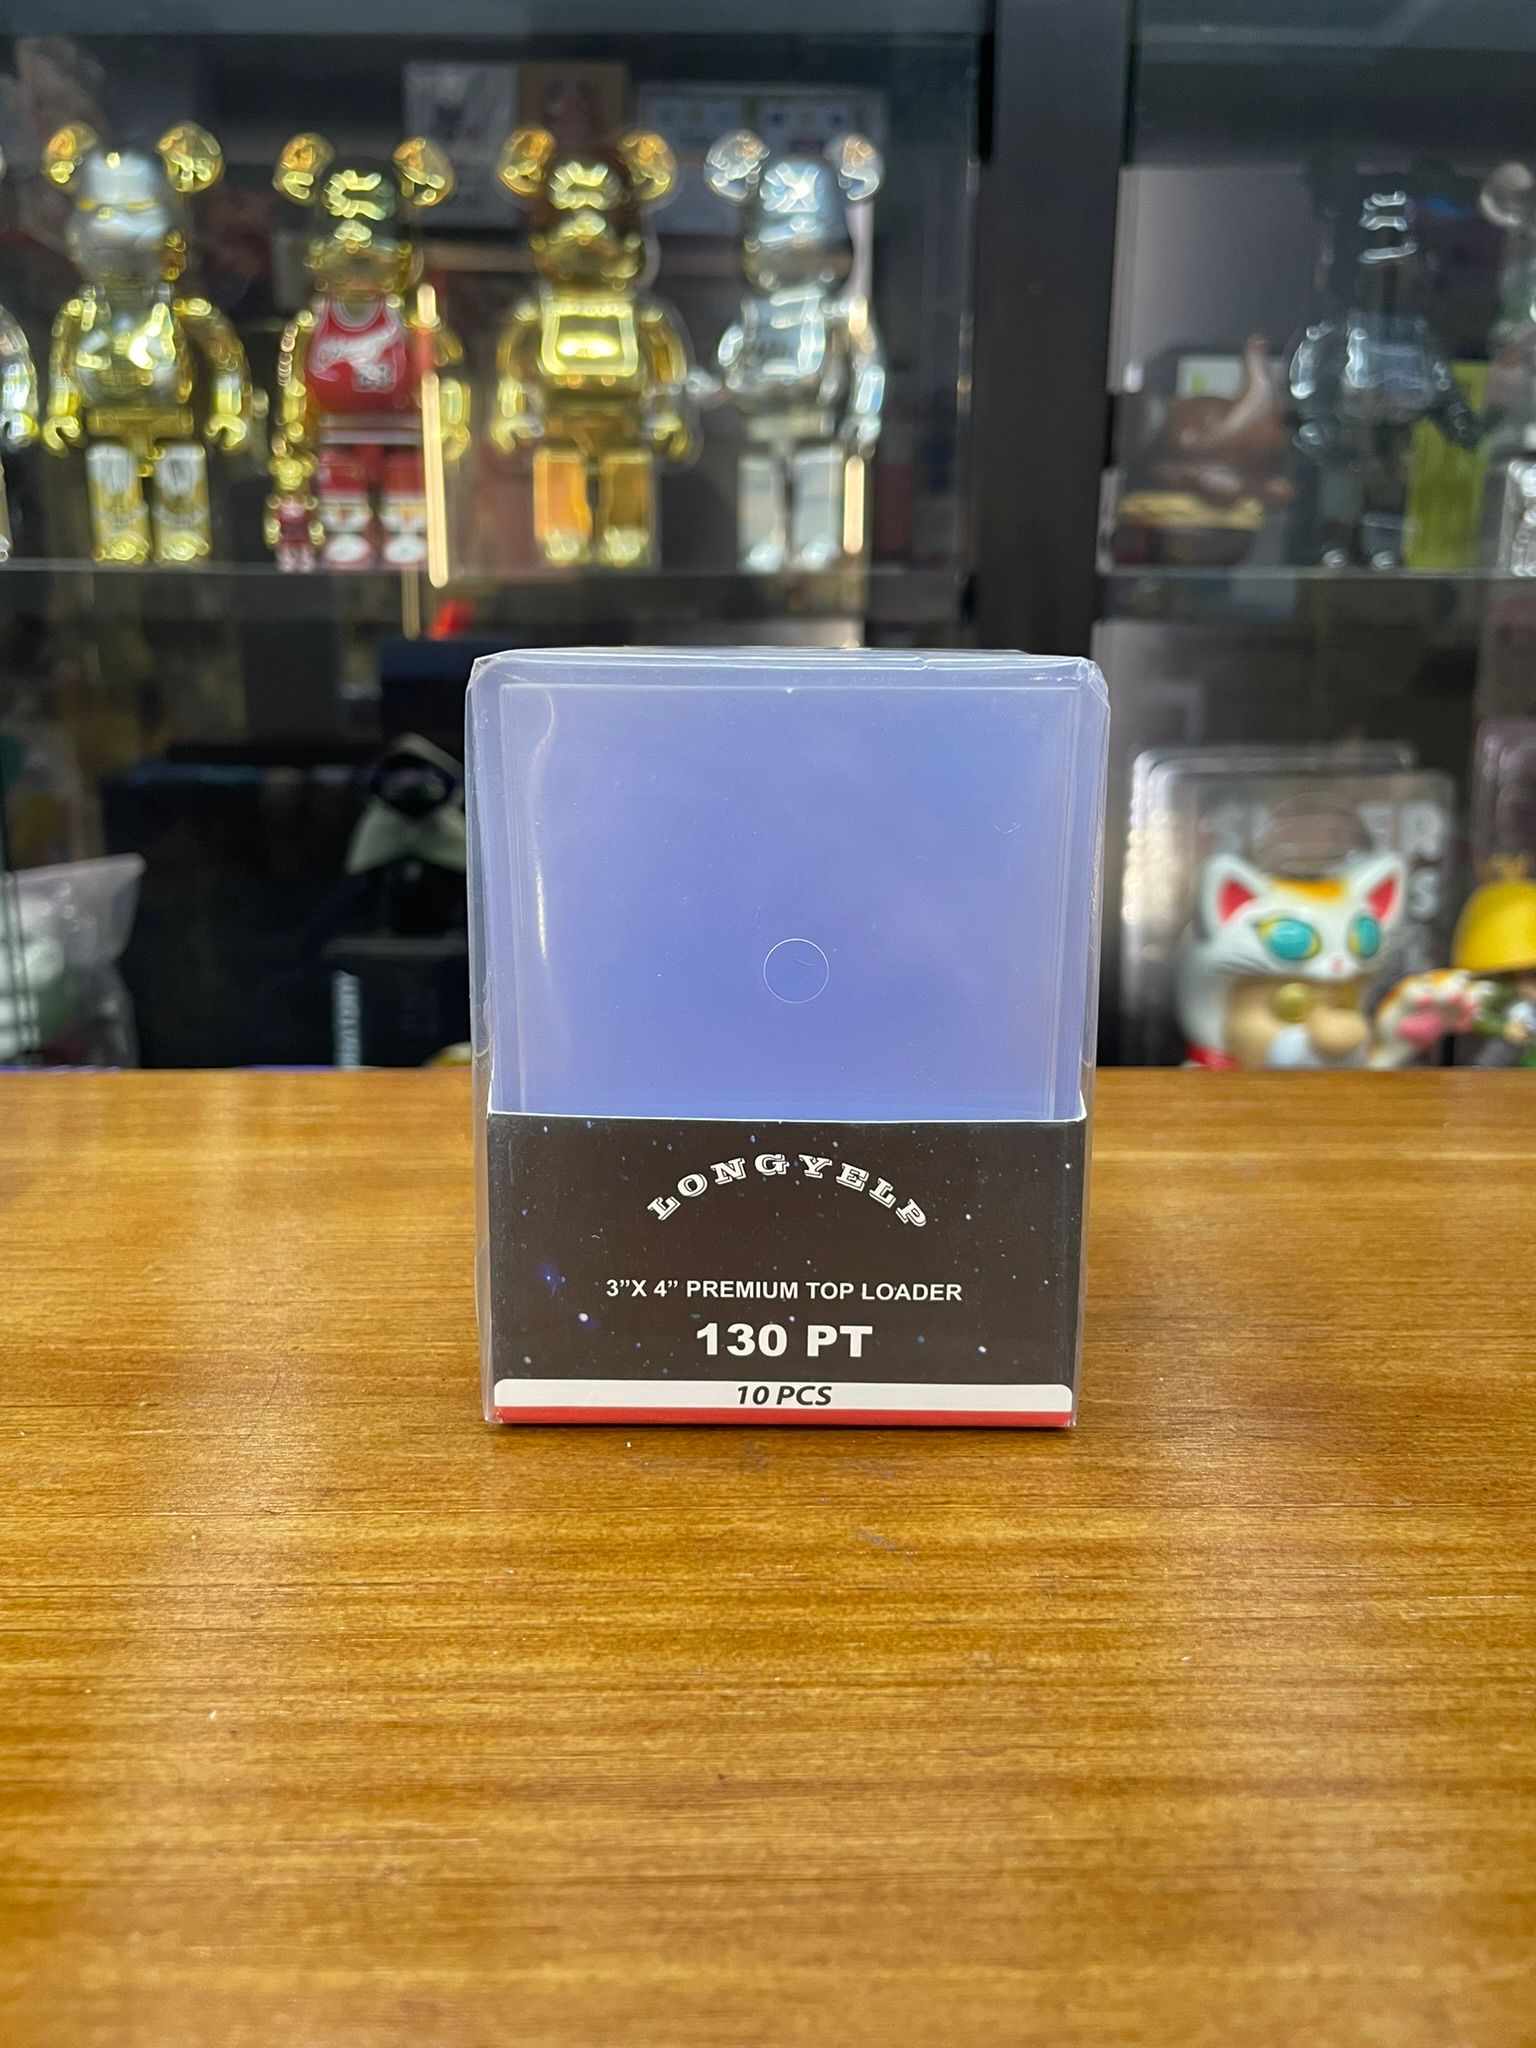 LONGYELP
3”X 4” PREMIUM TOP LOADER
130 PT
10 PCS